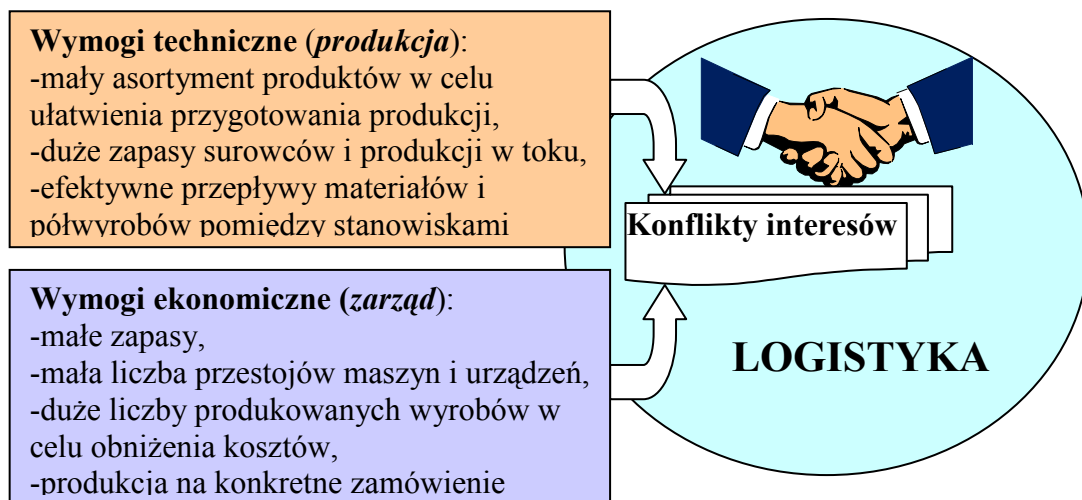 Wymogi techniczne (produkcja):
-mały asortyment produktów w celu
ułatwienia przygotowania produkcji,
-duże zapasy surowców i produkcji w toku,
-efektywne przepływy materiałów i
półwyrobów pomiędzy stanowiskami
Konflikty interesów
Wymogi ekonomiczne (zarząd):
-małe zapasy,
-mała liczba przestojów maszyn i urządzeń,
-duże liczby produkowanych wyrobów w
celu obniżenia kosztów,
-produkcja na konkretne zamówienie
LOGISTYKA